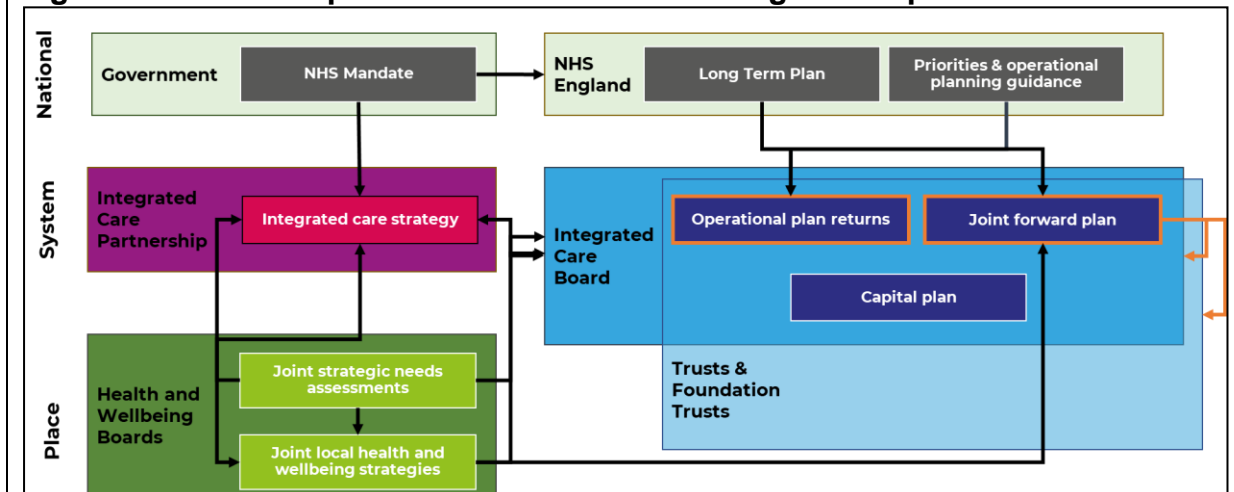 National
Government
NHS Mandate
NHS
England
Long Term Plan
Priorities & operational
planning guidance
System
Integrated
Care
Partnership
Integrated care strategy
Integrated
Care
Board
Operational plan returns
Joint forward plan
Capital plan
Trusts &
Foundation
Trusts
Place
Health and
Wellbeing
Boards
Joint strategic needs
assessments
Joint local health and
wellbeing strategies